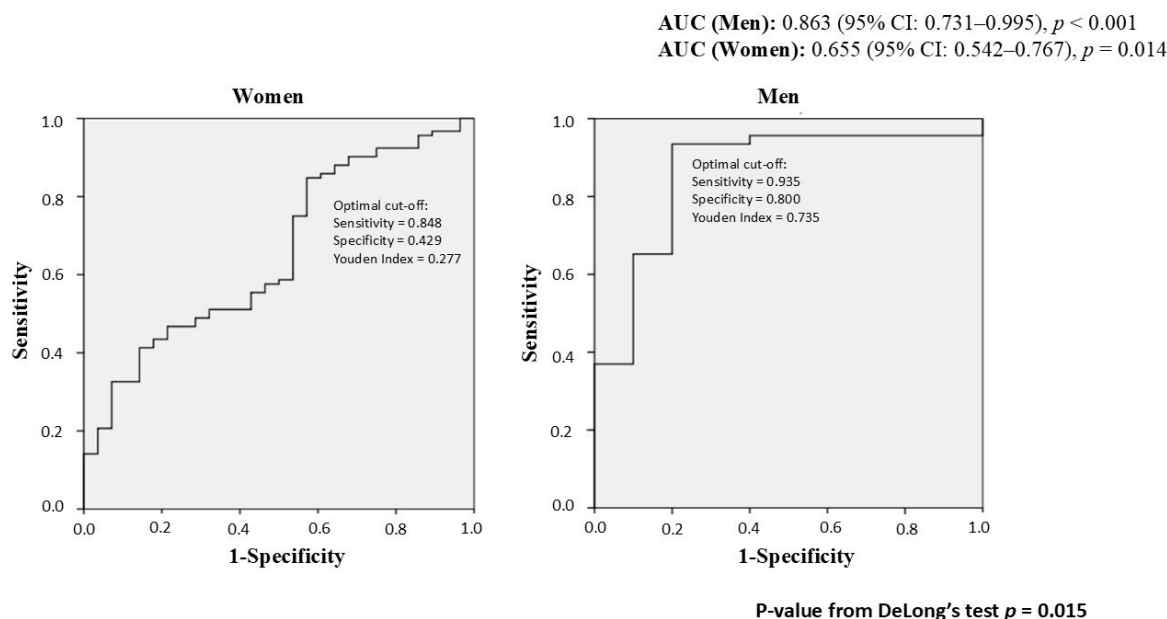 AUC (Men): 0.863 (95% CI: 0.731–0.995), p < 0.001
AUC (Women): 0.655 (95% CI: 0.542–0.767), p = 0.014
Women
1.0
0.8
0.6
0.4
0.2
0.0
Sensitivity
Optimal cut-off:
Sensitivity = 0.848
Specificity = 0.429
Youden Index = 0.277
0.0 0.2 0.4 0.6 0.8 1.0
1-Specificity
Men
1.0
0.8
0.6
0.4
0.2
0.0
Sensitivity
Optimal cut-off:
Sensitivity = 0.935
Specificity = 0.800
Youden Index = 0.735
0.0 0.2 0.4 0.6 0.8 1.0
1-Specificity
P-value from DeLong’s test p = 0.015